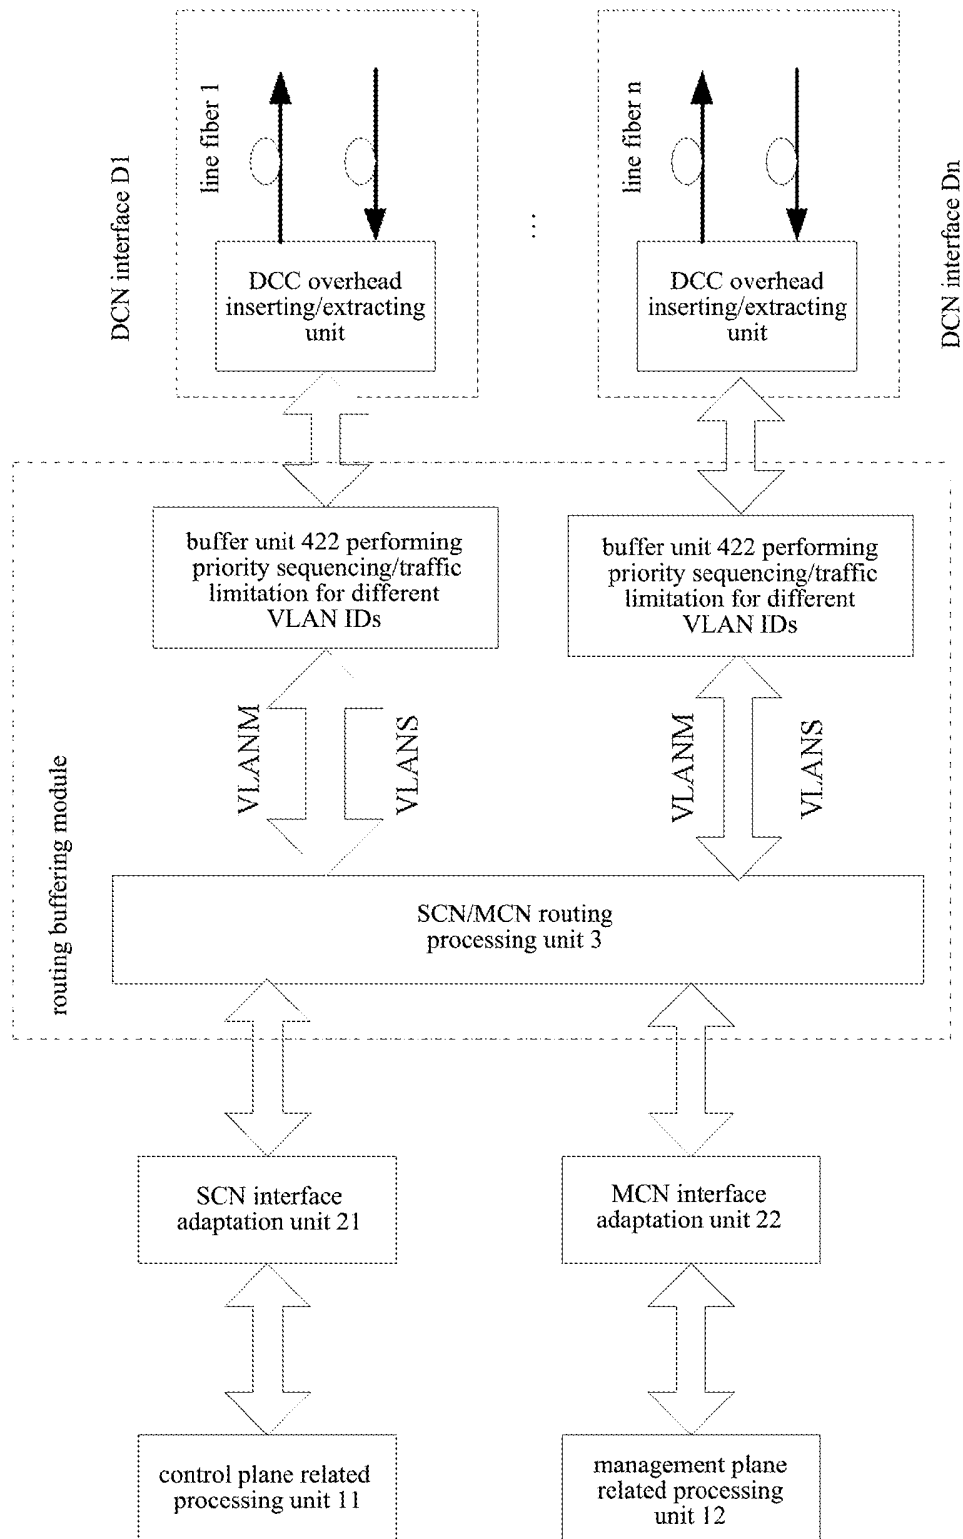 DCN interface D1
line fiber 1
DCC overhead
inserting/extracting
unit
...
line fiber n
DCC overhead
inserting/extracting
unit
DCN interface Dn
routing buffering module
buffer unit 422 performing
priority sequencing/traffic
limitation for different
VLAN IDs
buffer unit 422 performing
priority sequencing/traffic
limitation for different
VLAN IDs
VLANM
VLANS
VLANM
VLANS
SCN/MCN routing
processing unit 3
SCN interface
adaptation unit 21
MCN interface
adaptation unit 22
control plane related
processing unit 11
management plane
related processing
unit 12